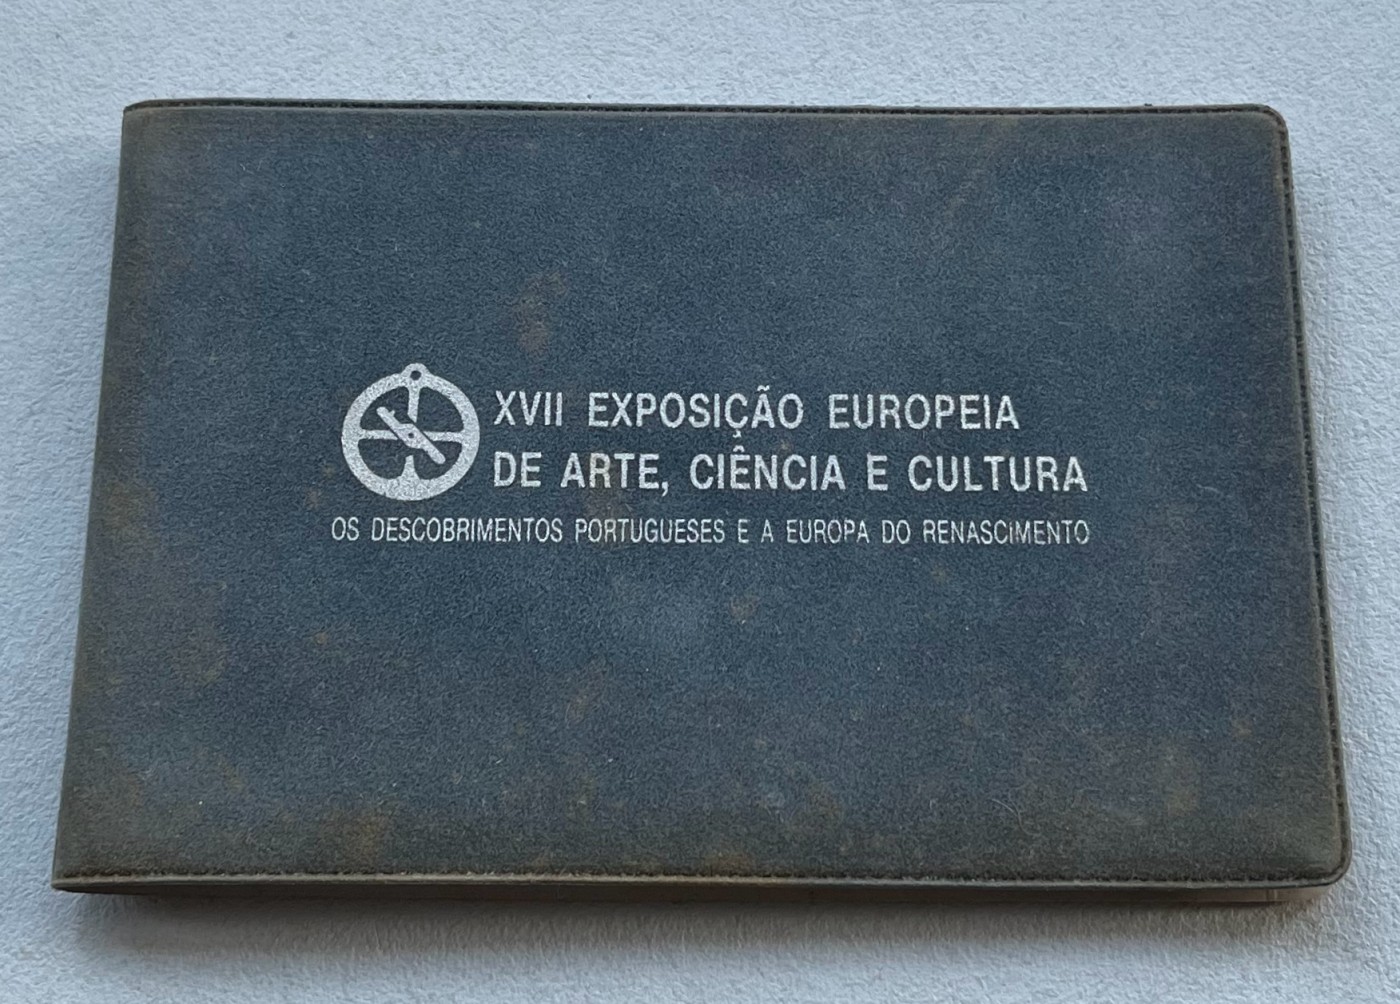 XVII EXPOSIÇÃO EUROPEIA
DE ARTE, CIÊNCIA E CULTURA
OS DESCOBRIMENTOS PORTUGUESES E A EUROPA DO RENASCIMENTO